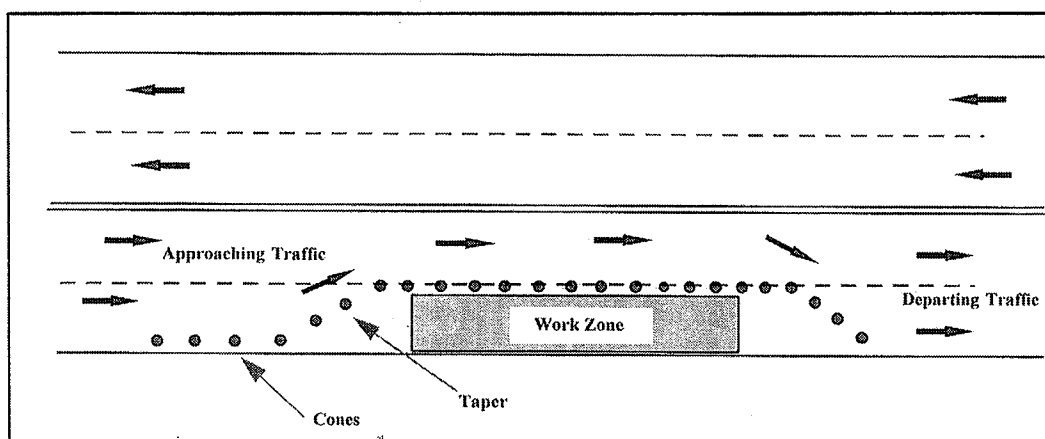 Approaching Traffic
Departing Traffic
Work Zone
Taper
Cones